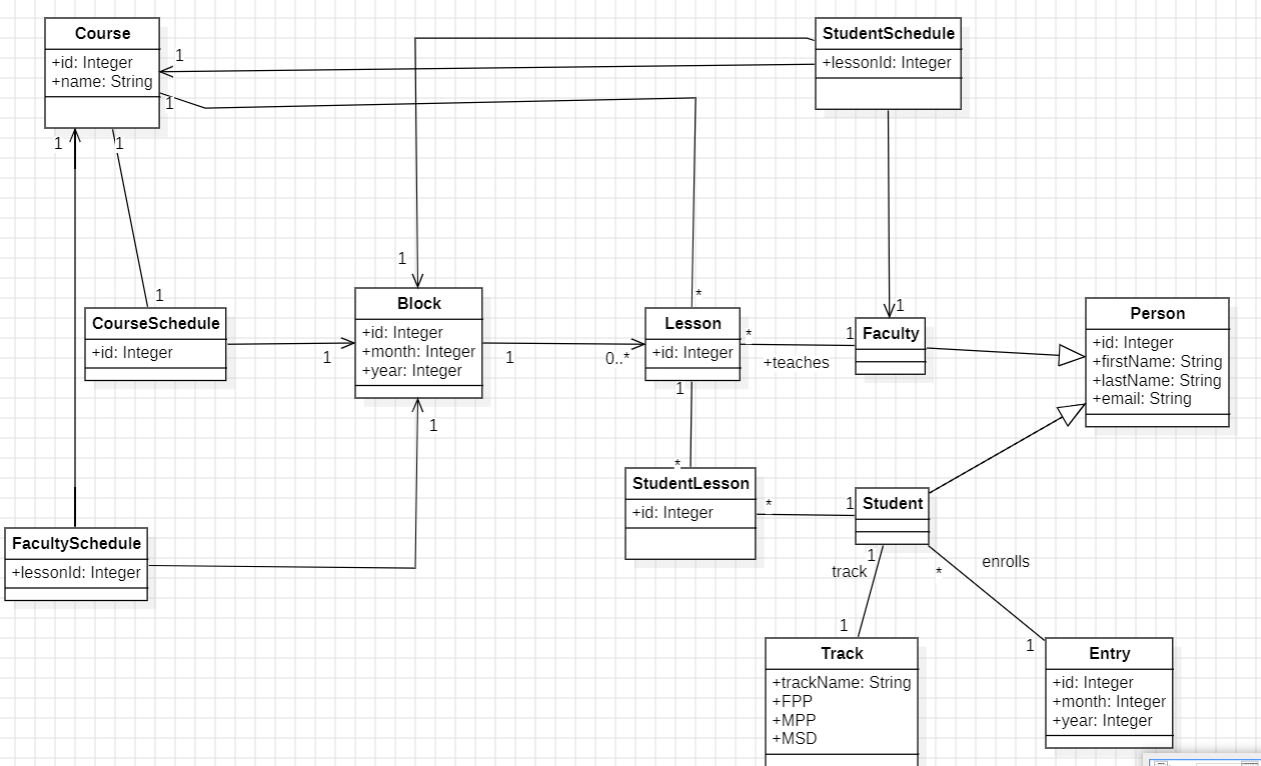 Course
+id: Integer
+name: String
1
1
1
1
StudentSchedule
+lessonId: Integer
1
1
CourseSchedule
+id: Integer
1
Block
+id: Integer
+month: Integer
+year: Integer
1
0..*
1
*
Lesson
+id: Integer
*
+teaches
1
1
Faculty
Person
+id: Integer
+firstName: String
+lastName: String
+email: String
1
*
StudentLesson
+id: Integer
*
1
Student
FacultySchedule
+lessonId: Integer
1
track
*
enrolls
1
1
Track
+trackName: String
+FPP
+MPP
+MSD
Entry
+id: Integer
+month: Integer
+year: Integer